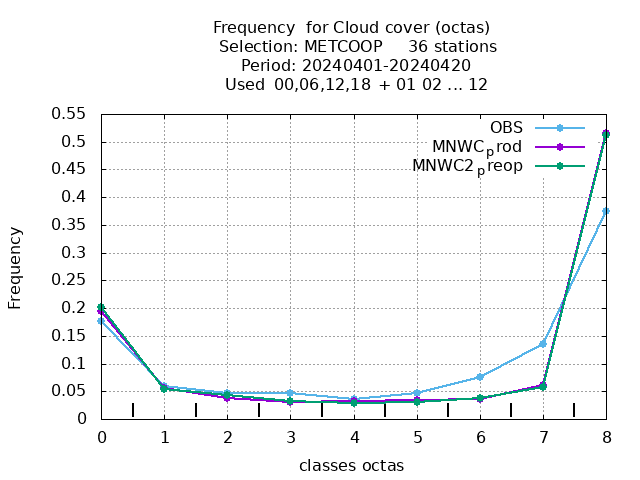 Frequency  for Cloud cover (octas)
Selection: METCOOP     36 stations
Period: 20240401-20240420
Used  00,06,12,18 + 01 02 ... 12
OBS
MNWCprod
MNWC2preop
0.55
0.5
0.45
0.4
0.35
0.3
0.25
0.2
0.15
0.1
0.05
0
Frequency
0 1 2 3 4 5 6 7 8
classes octas